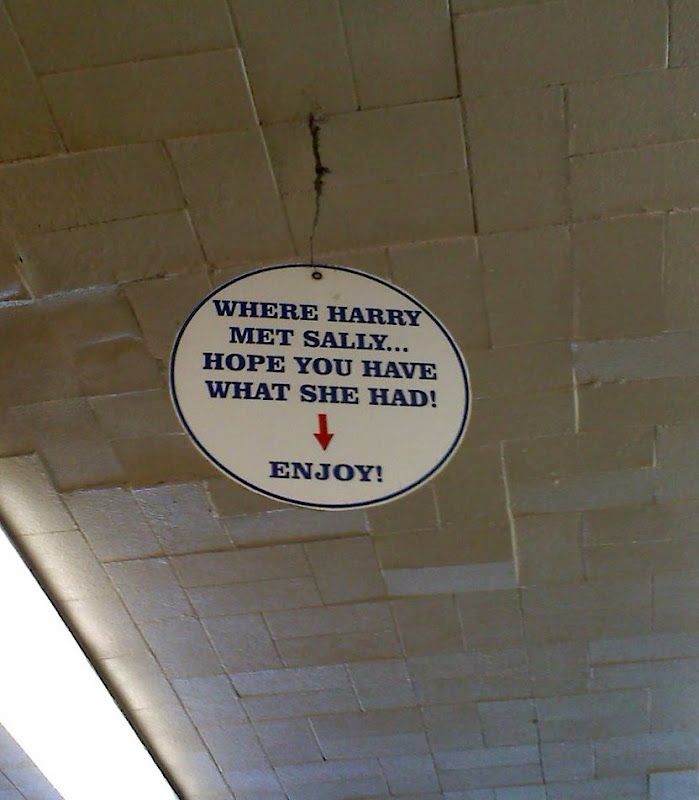 WHERE HARRY
MET SALLY...
HOPE YOU HAVE
WHAT SHE HAD!
ENJOY!